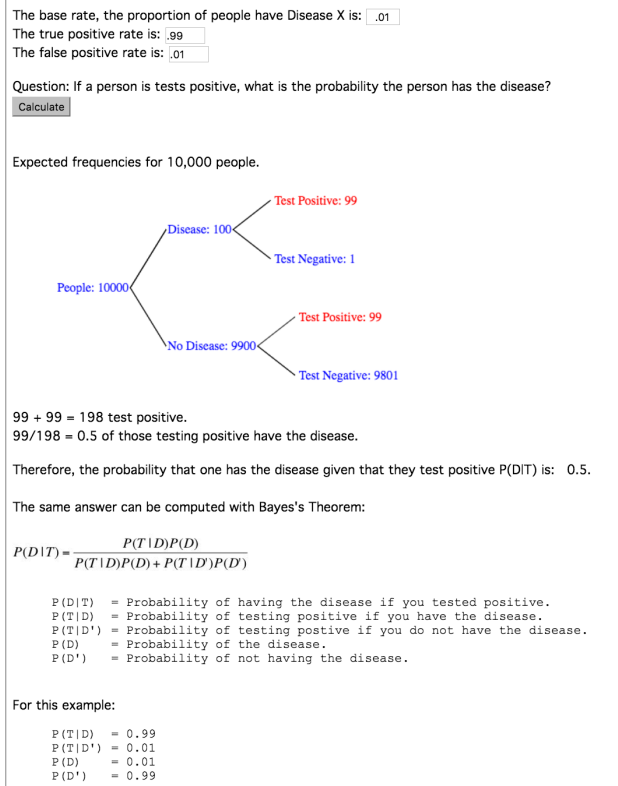 The base rate, the proportion of people have Disease X is: .01
The true positive rate is: .99
The false positive rate is: .01
Question: If a person is tests positive, what is the probability the person has the disease?
Calculate
Expected frequencies for 10,000 people.
Test Positive: 99
Disease: 100
Test Negative: 1
People: 10000
Test Positive: 99
No Disease: 9900
Test Negative: 9801
99 + 99 = 198 test positive.
99/198 = 0.5 of those testing positive have the disease.
Therefore, the probability that one has the disease given that they test positive P(D|T) is: 0.5.
The same answer can be computed with Bayes's Theorem:
P(D|T) = P(T|D)P(D)
P(T|D)P(D) + P(T|D')P(D')
P(D|T) = Probability of having the disease if you tested positive.
P(T|D) = Probability of testing positive if you have the disease.
P(T|D') = Probability of testing postive if you do not have the disease.
P(D) = Probability of the disease.
P(D') = Probability of not having the disease.
For this example:
P(T|D) = 0.99
P(T|D') = 0.01
P(D) = 0.01
P(D') = 0.99